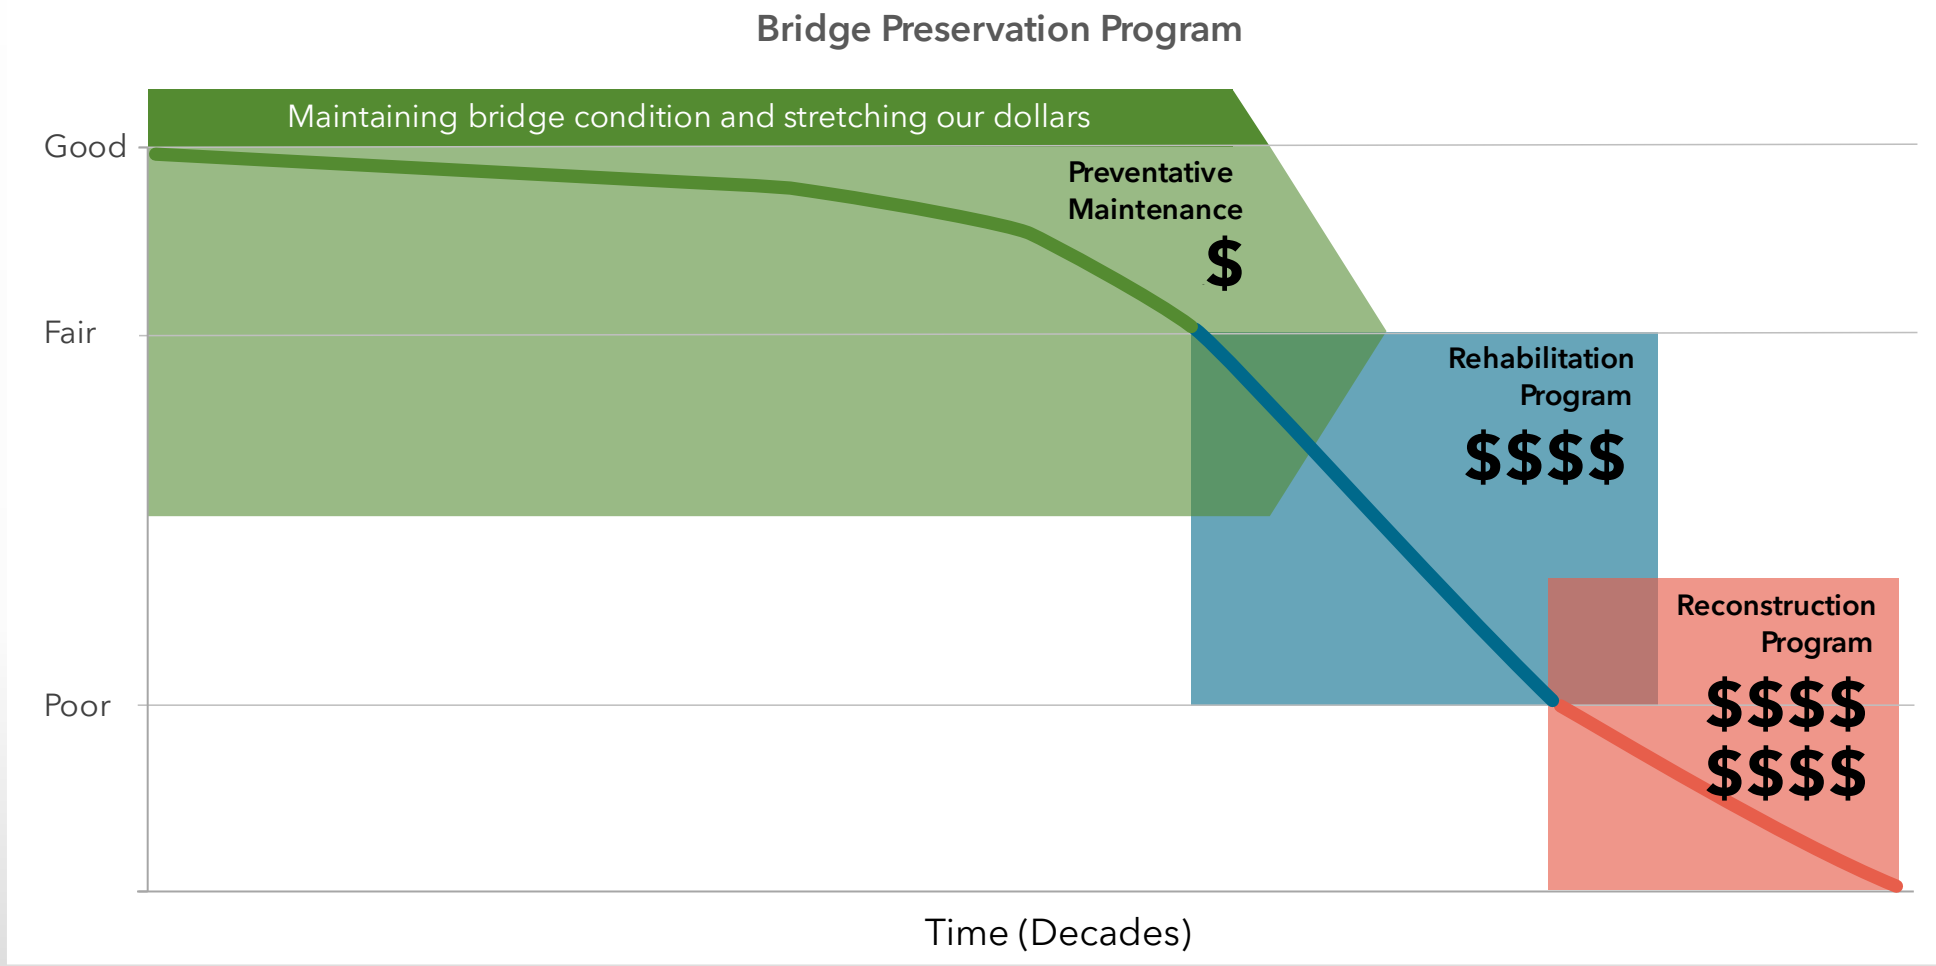 Bridge Preservation Program
Maintaining bridge condition and stretching our dollars
Good
Preventative
Maintenance
$
Fair
Rehabilitation
Program
$$$$
Reconstruction
Program
Poor
$$$$
$$$$
Time (Decades)